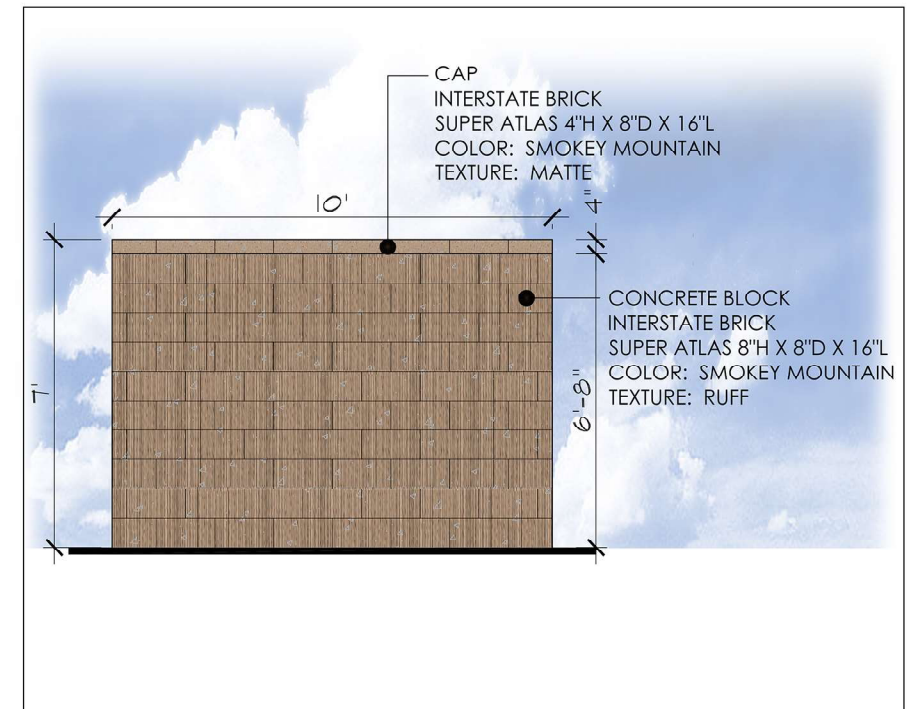 CAP
INTERSTATE BRICK
SUPER ATLAS 4"H X 8"D X 16"L
COLOR: SMOKEY MOUNTAIN
TEXTURE: MATTE
10'
4"
CONCRETE BLOCK
INTERSTATE BRICK
SUPER ATLAS 8"H X 8"D X 16"L
COLOR: SMOKEY MOUNTAIN
TEXTURE: RUFF
7'
6'-8"